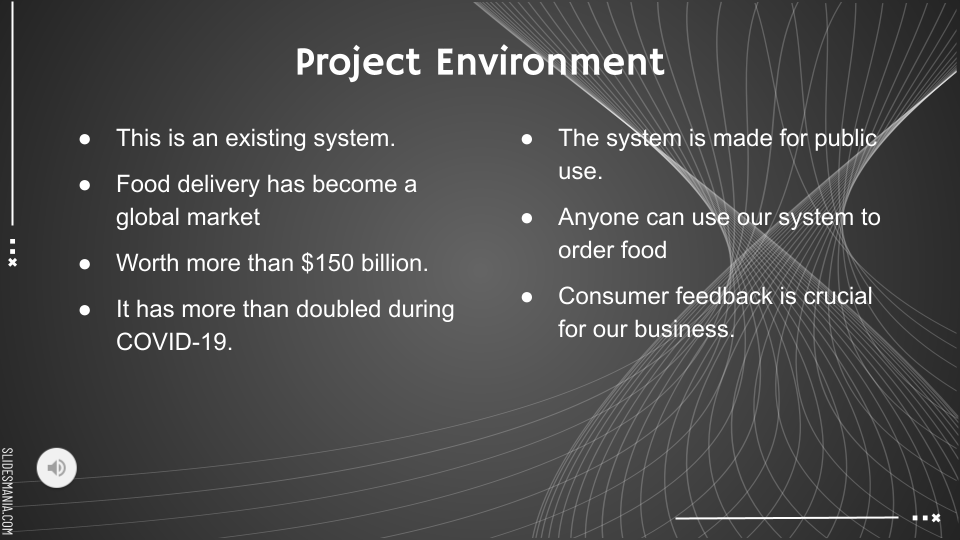 Project Environment
● This is an existing system.
● Food delivery has become a
global market
● Worth more than $150 billion.
● It has more than doubled during
COVID-19.
● The system is made for public
use.
● Anyone can use our system to
order food
● Consumer feedback is crucial
for our business.
SLIDESMANIA.COM